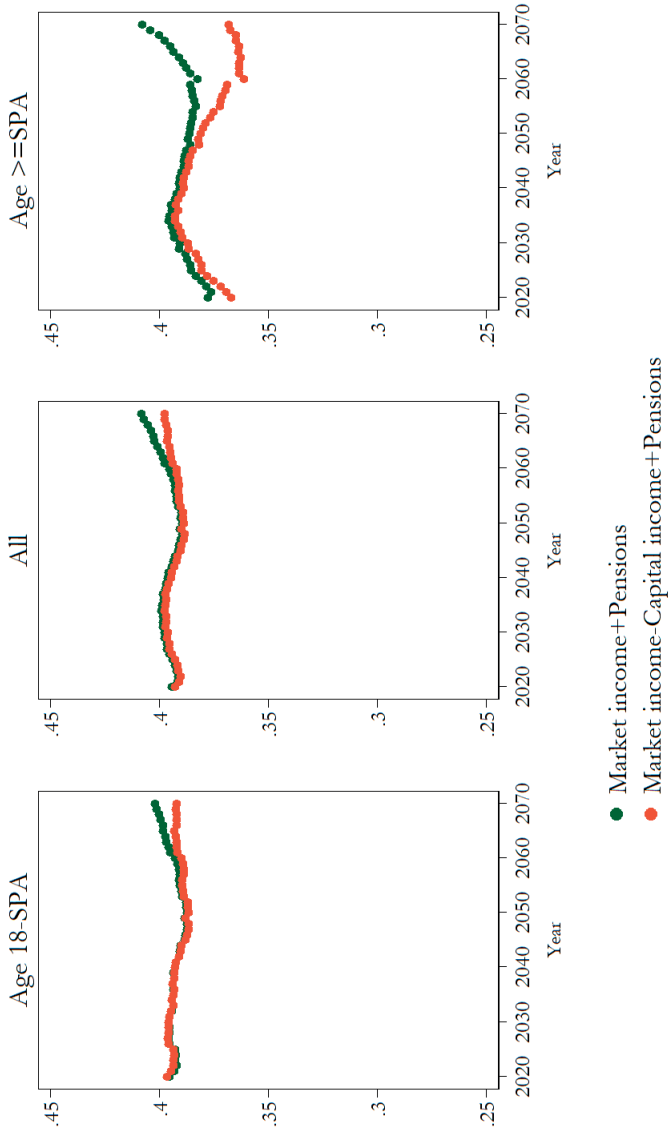 Age 18-SPA
.45
.4
.35
.3
.25
2020 2030 2040 2050 2060 2070
Year
All
.45
.4
.35
.3
.25
2020 2030 2040 2050 2060 2070
Year
Age >=SPA
.45
.4
.35
.3
.25
2020 2030 2040 2050 2060 2070
Year
Market income+Pensions
Market income-Capital income+Pensions